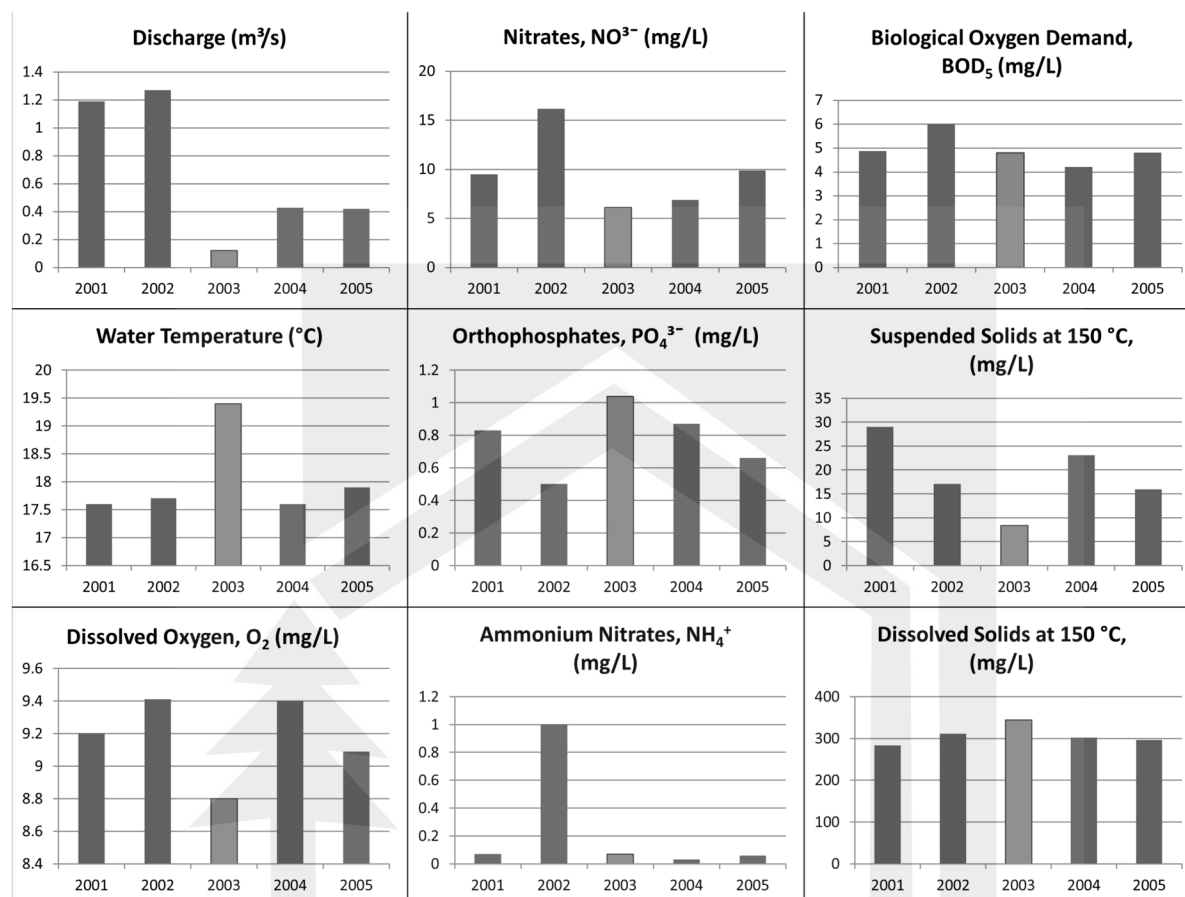 Discharge (m³/s)
1.4
1.2
1
0.8
0.6
0.4
0.2
0
2001 2002 2003 2004 2005
Nitrates, NO³⁻ (mg/L)
20
15
10
5
0
2001 2002 2003 2004 2005
Biological Oxygen Demand,
BOD₅ (mg/L)
7
6
5
4
3
2
1
0
2001 2002 2003 2004 2005
Water Temperature (°C)
20
19.5
19
18.5
18
17.5
17
16.5
2001 2002 2003 2004 2005
Orthophosphates, PO₄³⁻ (mg/L)
1.2
1
0.8
0.6
0.4
0.2
0
2001 2002 2003 2004 2005
Suspended Solids at 150 °C,
(mg/L)
35
30
25
20
15
10
5
0
2001 2002 2003 2004 2005
Dissolved Oxygen, O₂ (mg/L)
9.6
9.4
9.2
9
8.8
8.6
8.4
2001 2002 2003 2004 2005
Ammonium Nitrates, NH₄⁺
(mg/L)
1.2
1
0.8
0.6
0.4
0.2
0
2001 2002 2003 2004 2005
Dissolved Solids at 150 °C,
(mg/L)
400
300
200
100
0
2001 2002 2003 2004 2005